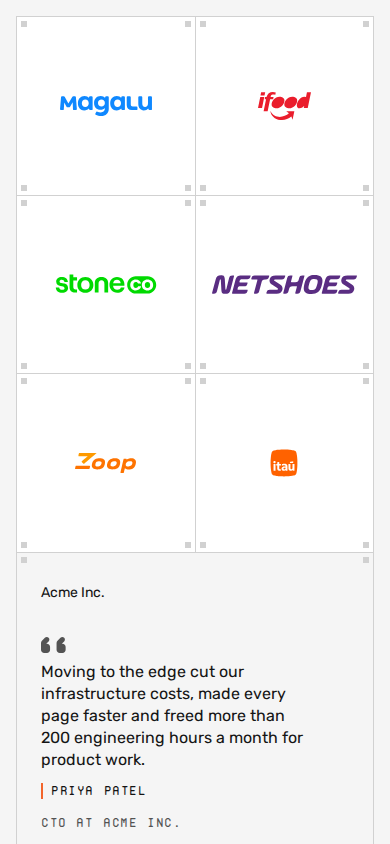 magalu
ifood
stone co
NETSHOES
Zoop
itaú
Acme Inc.
“
Moving to the edge cut our
infrastructure costs, made every
page faster and freed more than
200 engineering hours a month for
product work.
PRIYA PATEL
CTO AT ACME INC.